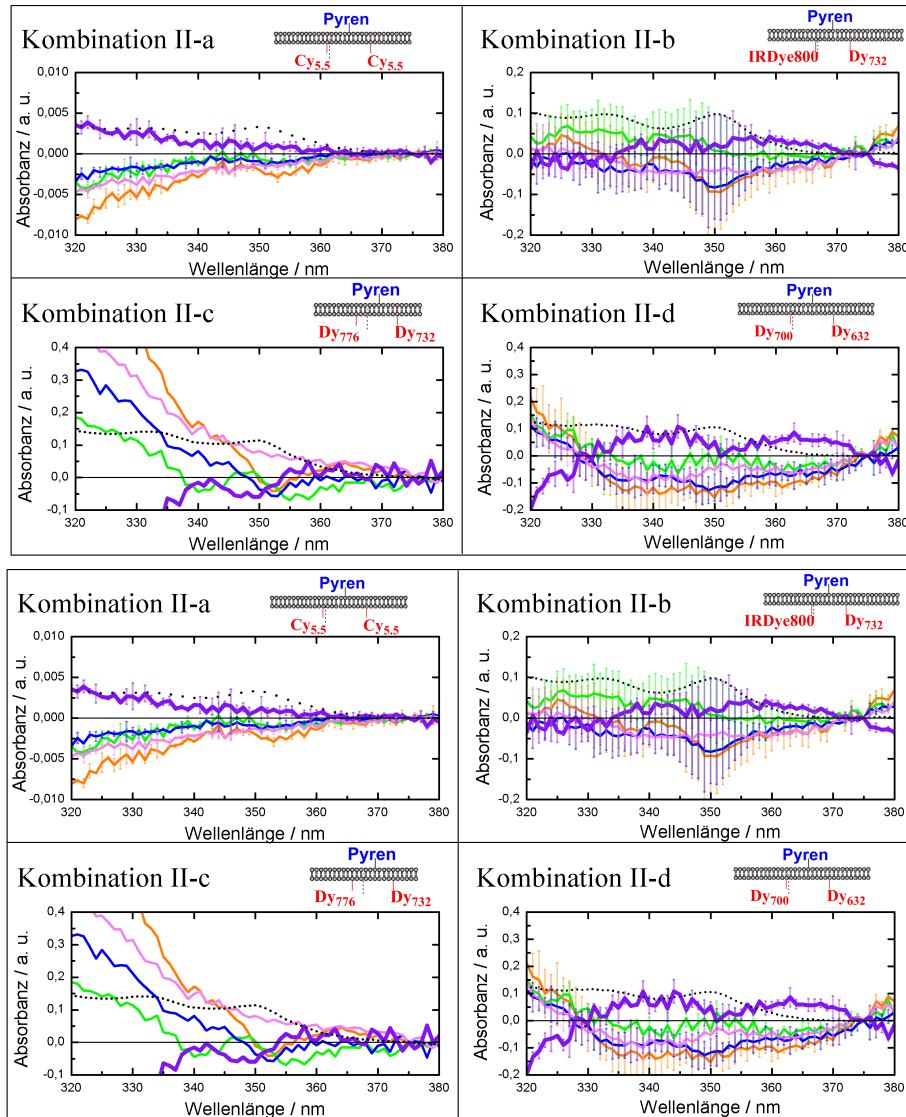 Pyren
Kombination II-a
Cy5.5 Cy5.5
0,010
0,005
0,000
-0,005
-0,010
Absorbanz / a. u.
320 330 340 350 360 370 380
Wellenlänge / nm
Pyren
Kombination II-b
IRDye800 Dy732
0,2
0,1
0,0
-0,1
-0,2
Absorbanz / a. u.
320 330 340 350 360 370 380
Wellenlänge / nm
Pyren
Kombination II-c
Dy776 Dy732
0,4
0,3
0,2
0,1
0,0
-0,1
Absorbanz / a. u.
320 330 340 350 360 370 380
Wellenlänge / nm
Pyren
Kombination II-d
Dy700 Dy632
0,4
0,3
0,2
0,1
0,0
-0,1
-0,2
Absorbanz / a. u.
320 330 340 350 360 370 380
Wellenlänge / nm
Pyren
Kombination II-a
Cy5.5 Cy5.5
0,010
0,005
0,000
-0,005
-0,010
Absorbanz / a. u.
320 330 340 350 360 370 380
Wellenlänge / nm
Pyren
Kombination II-b
IRDye800 Dy732
0,2
0,1
0,0
-0,1
-0,2
Absorbanz / a. u.
320 330 340 350 360 370 380
Wellenlänge / nm
Pyren
Kombination II-c
Dy776 Dy732
0,4
0,3
0,2
0,1
0,0
-0,1
Absorbanz / a. u.
320 330 340 350 360 370 380
Wellenlänge / nm
Pyren
Kombination II-d
Dy700 Dy632
0,4
0,3
0,2
0,1
0,0
-0,1
-0,2
Absorbanz / a. u.
320 330 340 350 360 370 380
Wellenlänge / nm